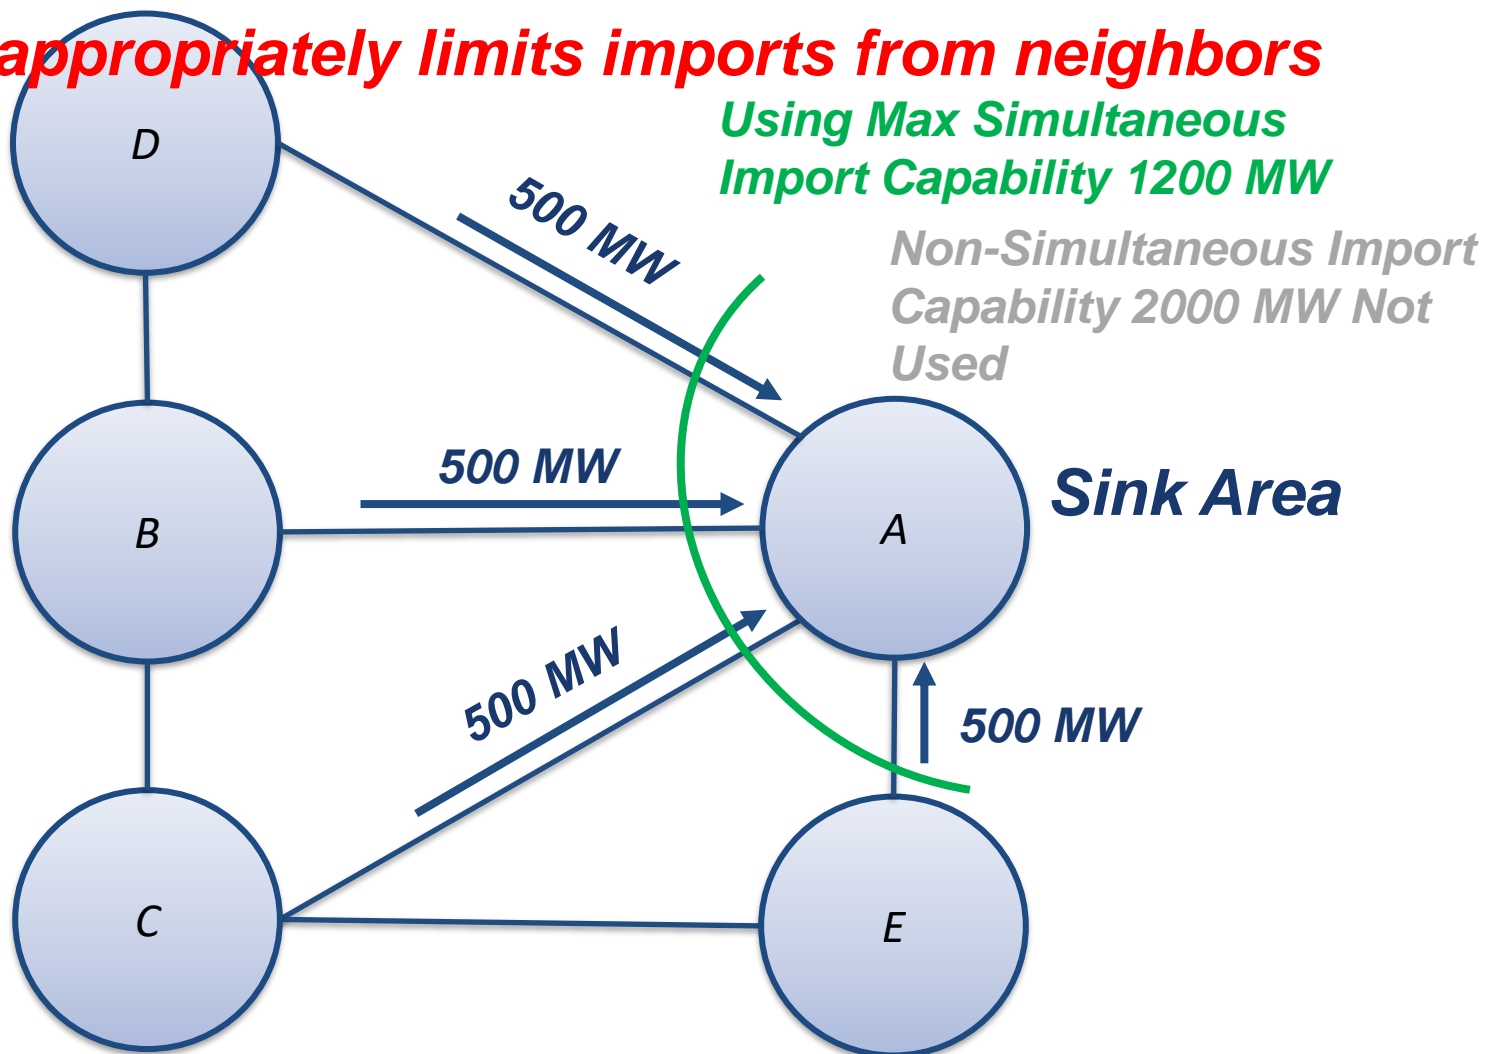 appropriately limits imports from neighbors
Using Max Simultaneous
Import Capability 1200 MW
Non-Simultaneous Import
Capability 2000 MW Not
Used
D
500 MW
500 MW
B
A
Sink Area
500 MW
500 MW
C
E